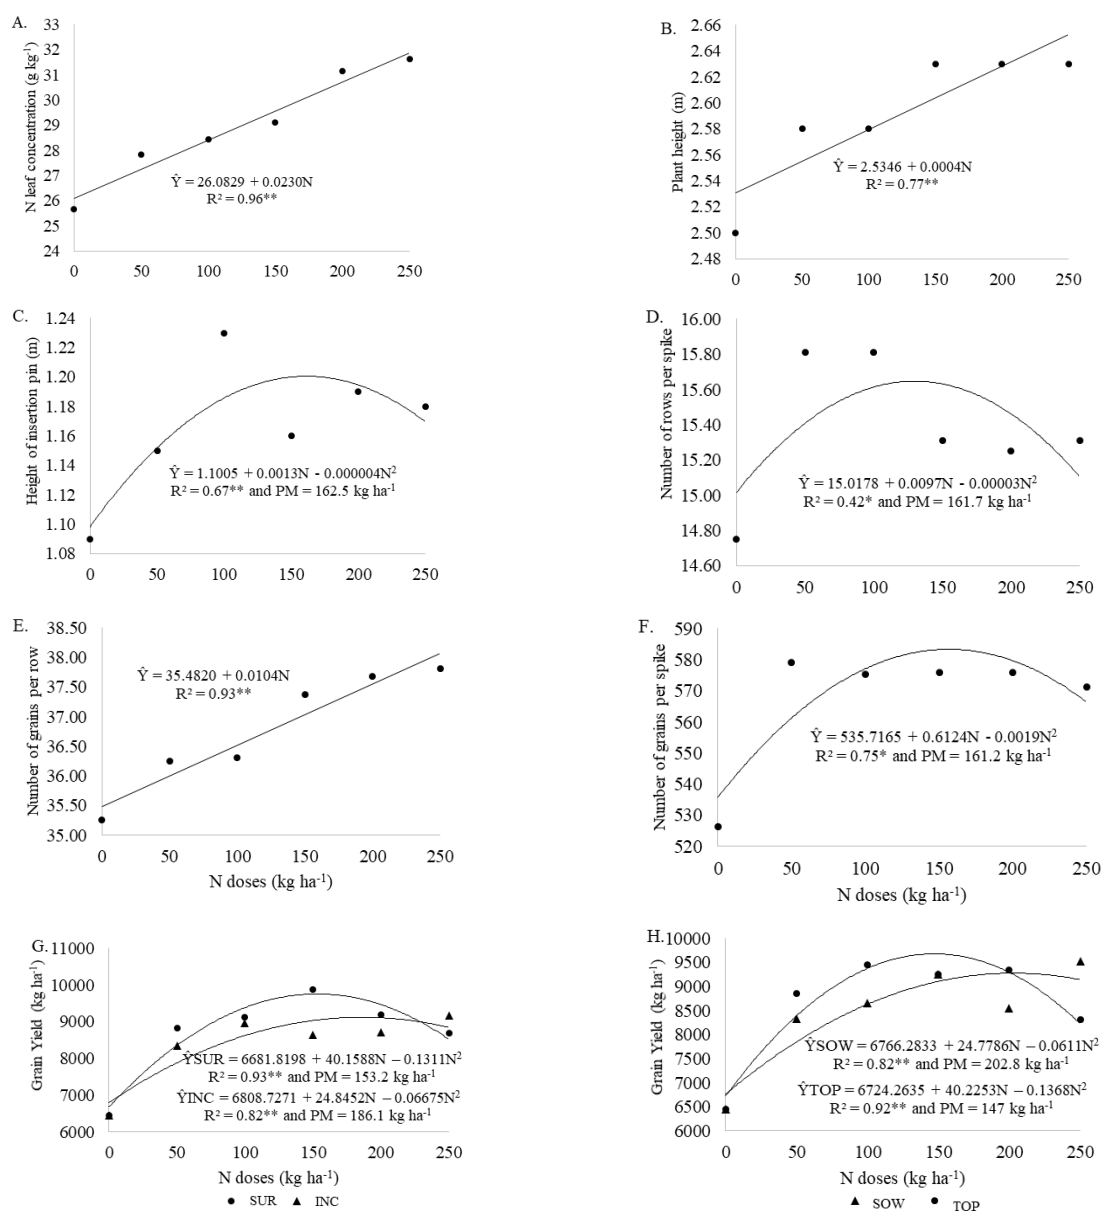 A.
N leaf concentration (g kg⁻¹)
33
32
31
30
29
28
27
26
25
24
Ŷ = 26.0829 + 0.0230N
R² = 0.96**
0 50 100 150 200 250
B.
Plant height (m)
2.66
2.64
2.62
2.60
2.58
2.56
2.54
2.52
2.50
2.48
Ŷ = 2.5346 + 0.0004N
R² = 0.77**
0 50 100 150 200 250
C.
Height of insertion pin (m)
1.24
1.22
1.20
1.18
1.16
1.14
1.12
1.10
1.08
Ŷ = 1.1005 + 0.0013N - 0.000004N²
R² = 0.67** and PM = 162.5 kg ha⁻¹
0 50 100 150 200 250
D.
Number of rows per spike
16.00
15.80
15.60
15.40
15.20
15.00
14.80
14.60
Ŷ = 15.0178 + 0.0097N - 0.00003N²
R² = 0.42* and PM = 161.7 kg ha⁻¹
0 50 100 150 200 250
E.
Number of grains per row
38.50
38.00
37.50
37.00
36.50
36.00
35.50
35.00
Ŷ = 35.4820 + 0.0104N
R² = 0.93**
0 50 100 150 200 250
N doses (kg ha⁻¹)
F.
Number of grains per spike
590
580
570
560
550
540
530
520
Ŷ = 535.7165 + 0.6124N - 0.0019N²
R² = 0.75* and PM = 161.2 kg ha⁻¹
0 50 100 150 200 250
N doses (kg ha⁻¹)
G.
Grain Yield (kg ha⁻¹)
11000
10000
9000
8000
7000
6000
ŶSUR = 6681.8198 + 40.1588N – 0.1311N²
R² = 0.93** and PM = 153.2 kg ha⁻¹
ŶINC = 6808.7271 + 24.8452N – 0.06675N²
R² = 0.82** and PM = 186.1 kg ha⁻¹
0 50 100 150 200 250
N doses (kg ha⁻¹)
SUR INC
H.
Grain Yield (kg ha⁻¹)
10000
9500
9000
8500
8000
7500
7000
6500
6000
ŶSOW = 6766.2833 + 24.7786N – 0.0611N²
R² = 0.82** and PM = 202.8 kg ha⁻¹
ŶTOP = 6724.2635 + 40.2253N – 0.1368N²
R² = 0.92** and PM = 147 kg ha⁻¹
0 50 100 150 200 250
N doses (kg ha⁻¹)
SOW TOP